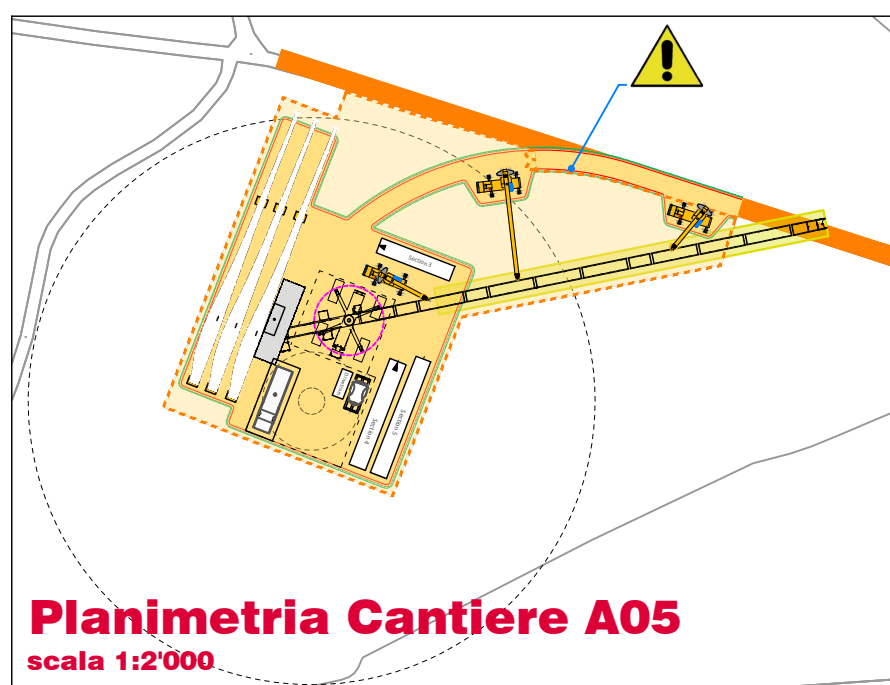 Section 3
Section 4
Section 5
Planimetria Cantiere A05
scala 1:2'000